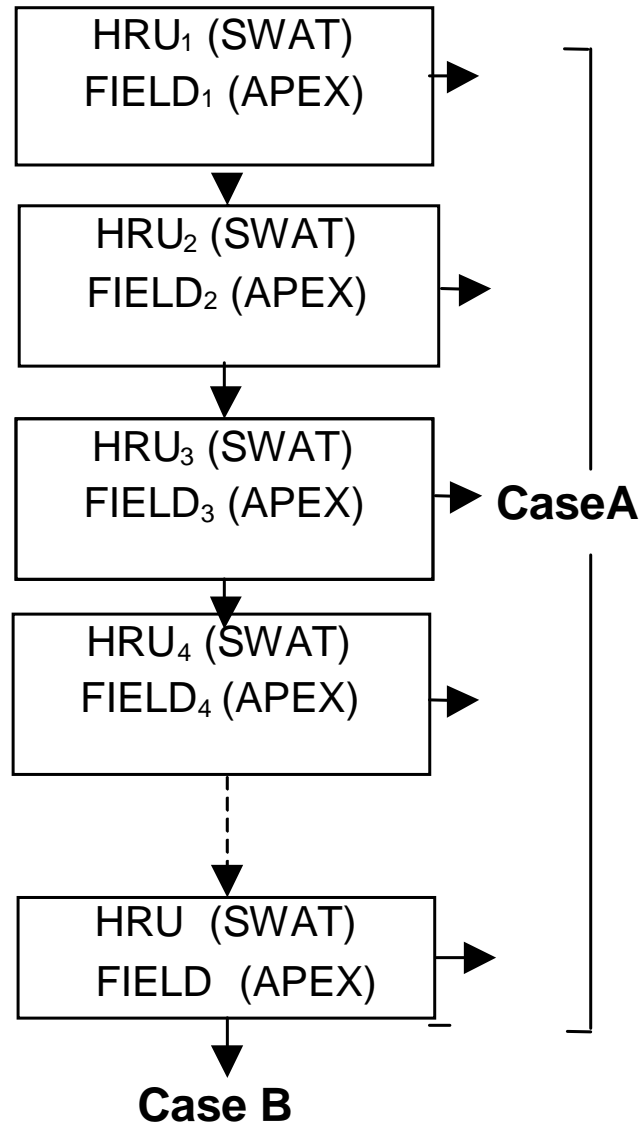 HRU₁ (SWAT)
FIELD₁ (APEX)
HRU₂ (SWAT)
FIELD₂ (APEX)
HRU₃ (SWAT)
FIELD₃ (APEX)
CaseA
HRU₄ (SWAT)
FIELD₄ (APEX)
HRU (SWAT)
FIELD (APEX)
Case B